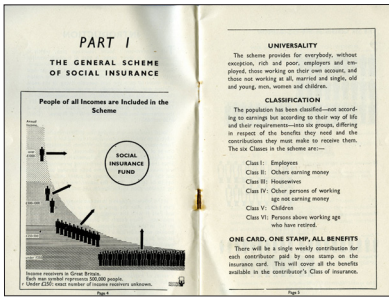 PART I
THE GENERAL SCHEME
OF SOCIAL INSURANCE
People of all Incomes are Included in the
Scheme
Annual
Income
SOCIAL
INSURANCE
FUND
Income receivers in Great Britain.
Each man symbol represents 500,000 people.
Under £250: exact number of income receivers unknown.
Page 4
UNIVERSALITY
The scheme provides for everybody, without
exception, rich and poor, employers and em-
ployed, those working on their own account, and
those not working at all, married and single, old
and young, men, women and children.
CLASSIFICATION
The population has been classified—not accord-
ing to earnings but according to their way of life
and their requirements—into six groups, differing
in respect of the benefits they need and the
contributions they must make to receive them.
The six Classes in the scheme are:—
Class I: Employees
Class II: Others earning money
Class III: Housewives
Class IV: Other persons of working
age not earning money
Class V: Children
Class VI: Persons above working age
who have retired.
ONE CARD, ONE STAMP, ALL BENEFITS
There will be a single weekly contribution for
each contributor paid by one stamp on the
insurance card. This will cover all the benefits
available in the contributor's Class of insurance.
Page 5